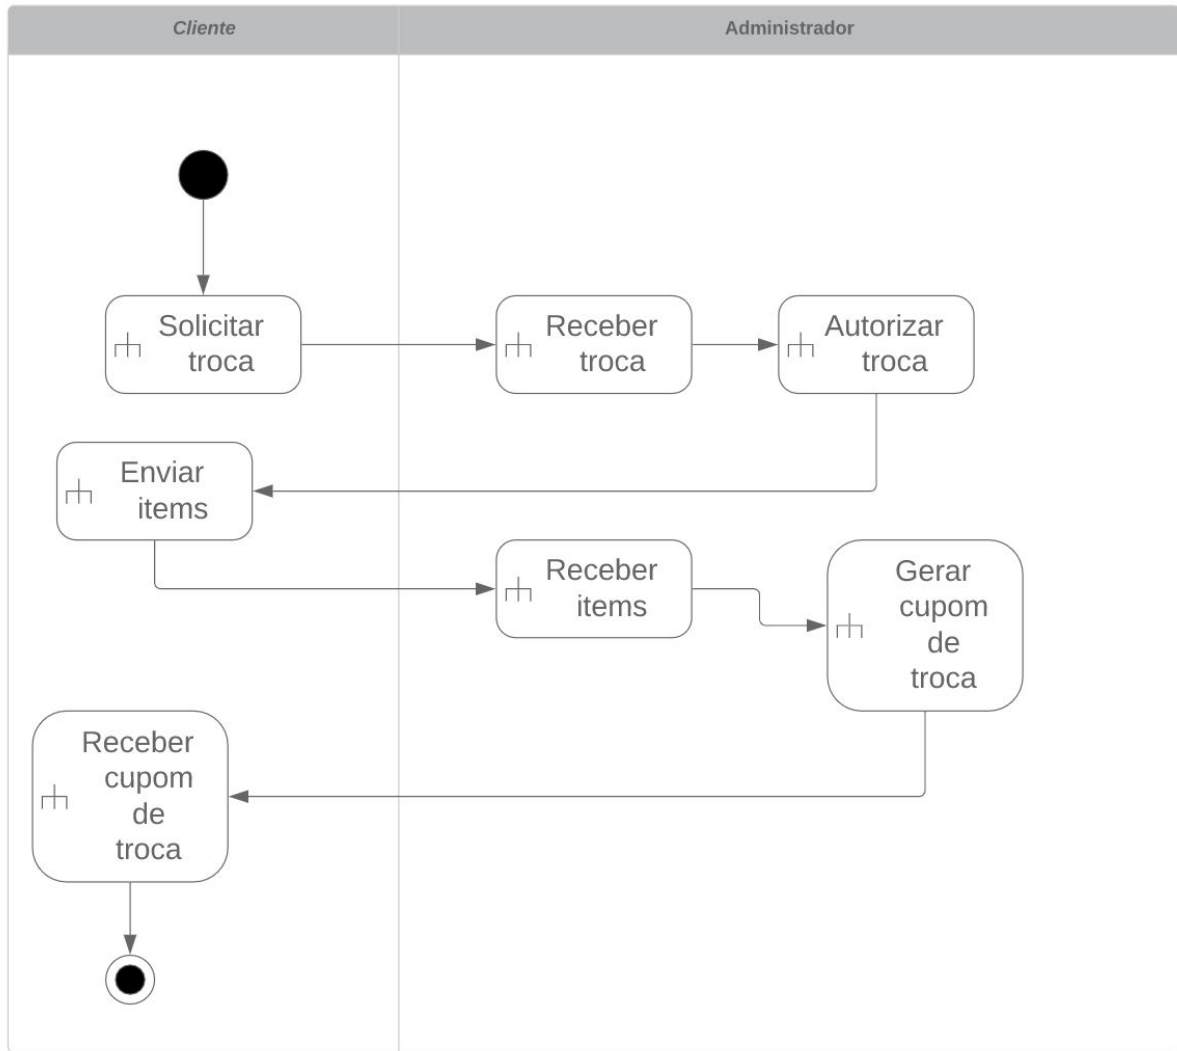 Cliente
Administrador
Solicitar
troca
Receber
troca
Autorizar
troca
Enviar
items
Receber
items
Gerar
cupom
de
troca
Receber
cupom
de
troca